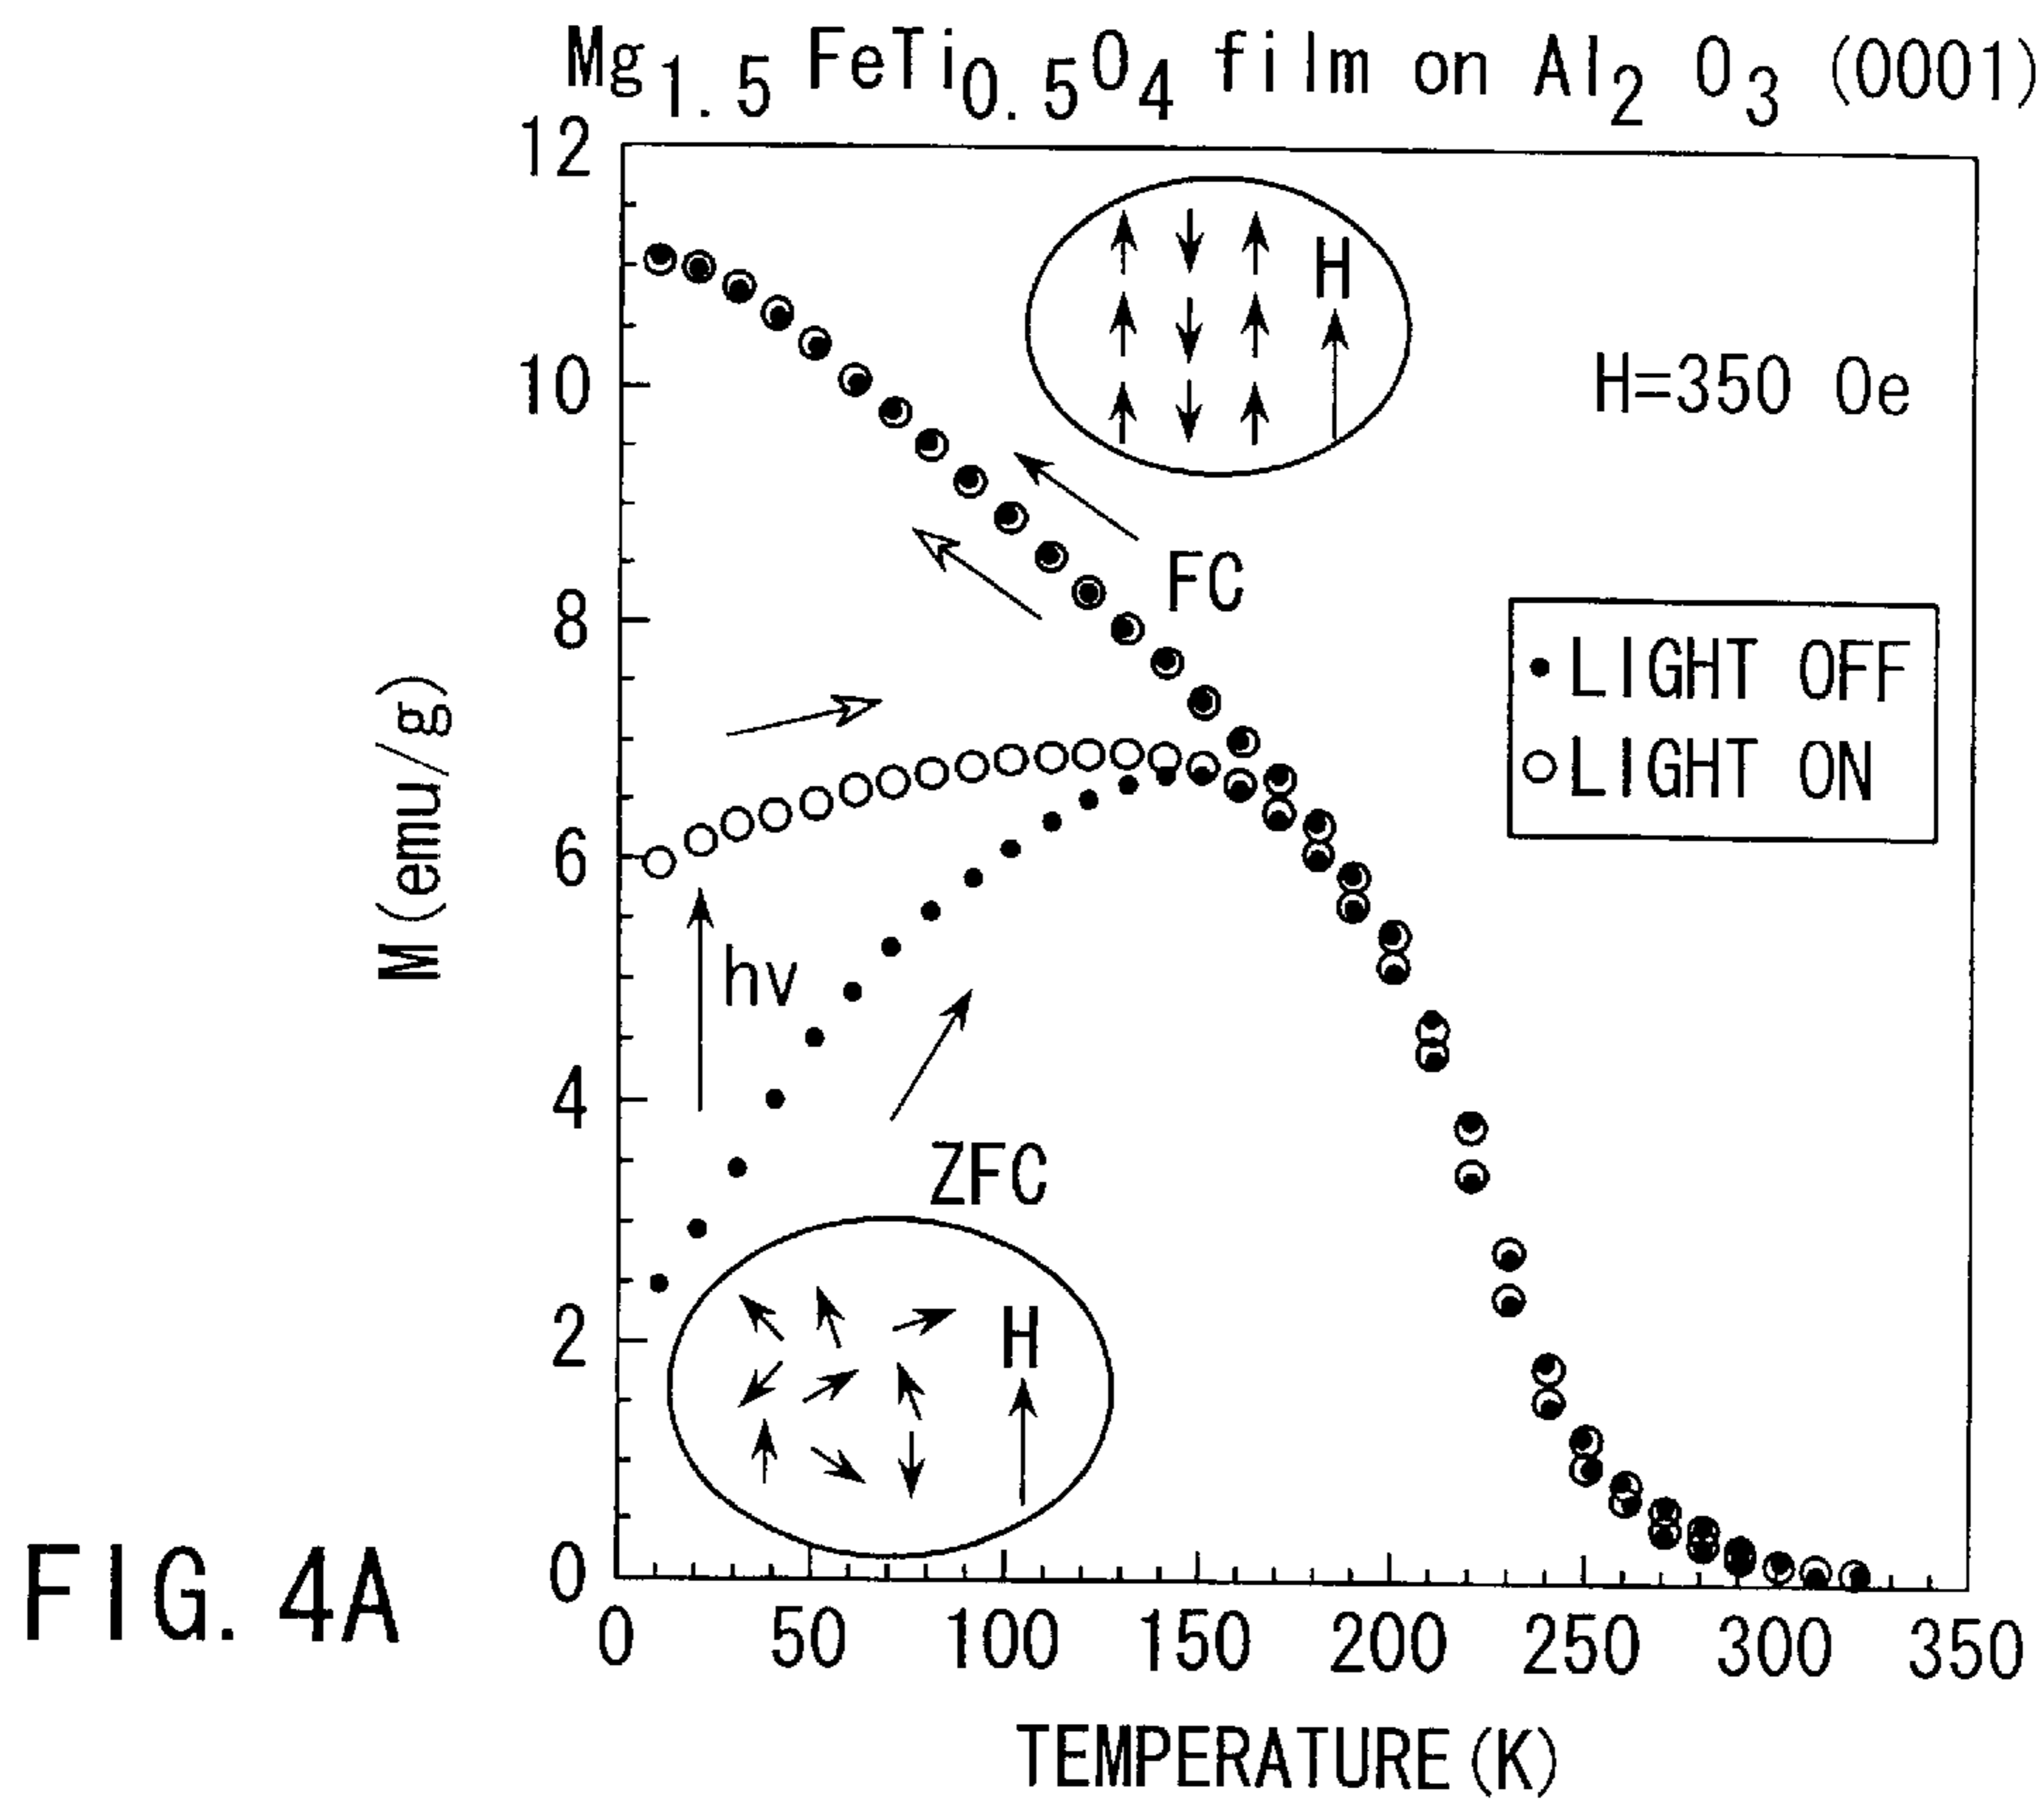 Mg1.5 FeTi0.5O4 film on Al2 O3 (0001)
12
10
8
6
4
2
0
M(emu/g)
H
H=350 Oe
FC
LIGHT OFF
LIGHT ON
hv
ZFC
H
0 50 100 150 200 250 300 350
TEMPERATURE(K)
FIG. 4A